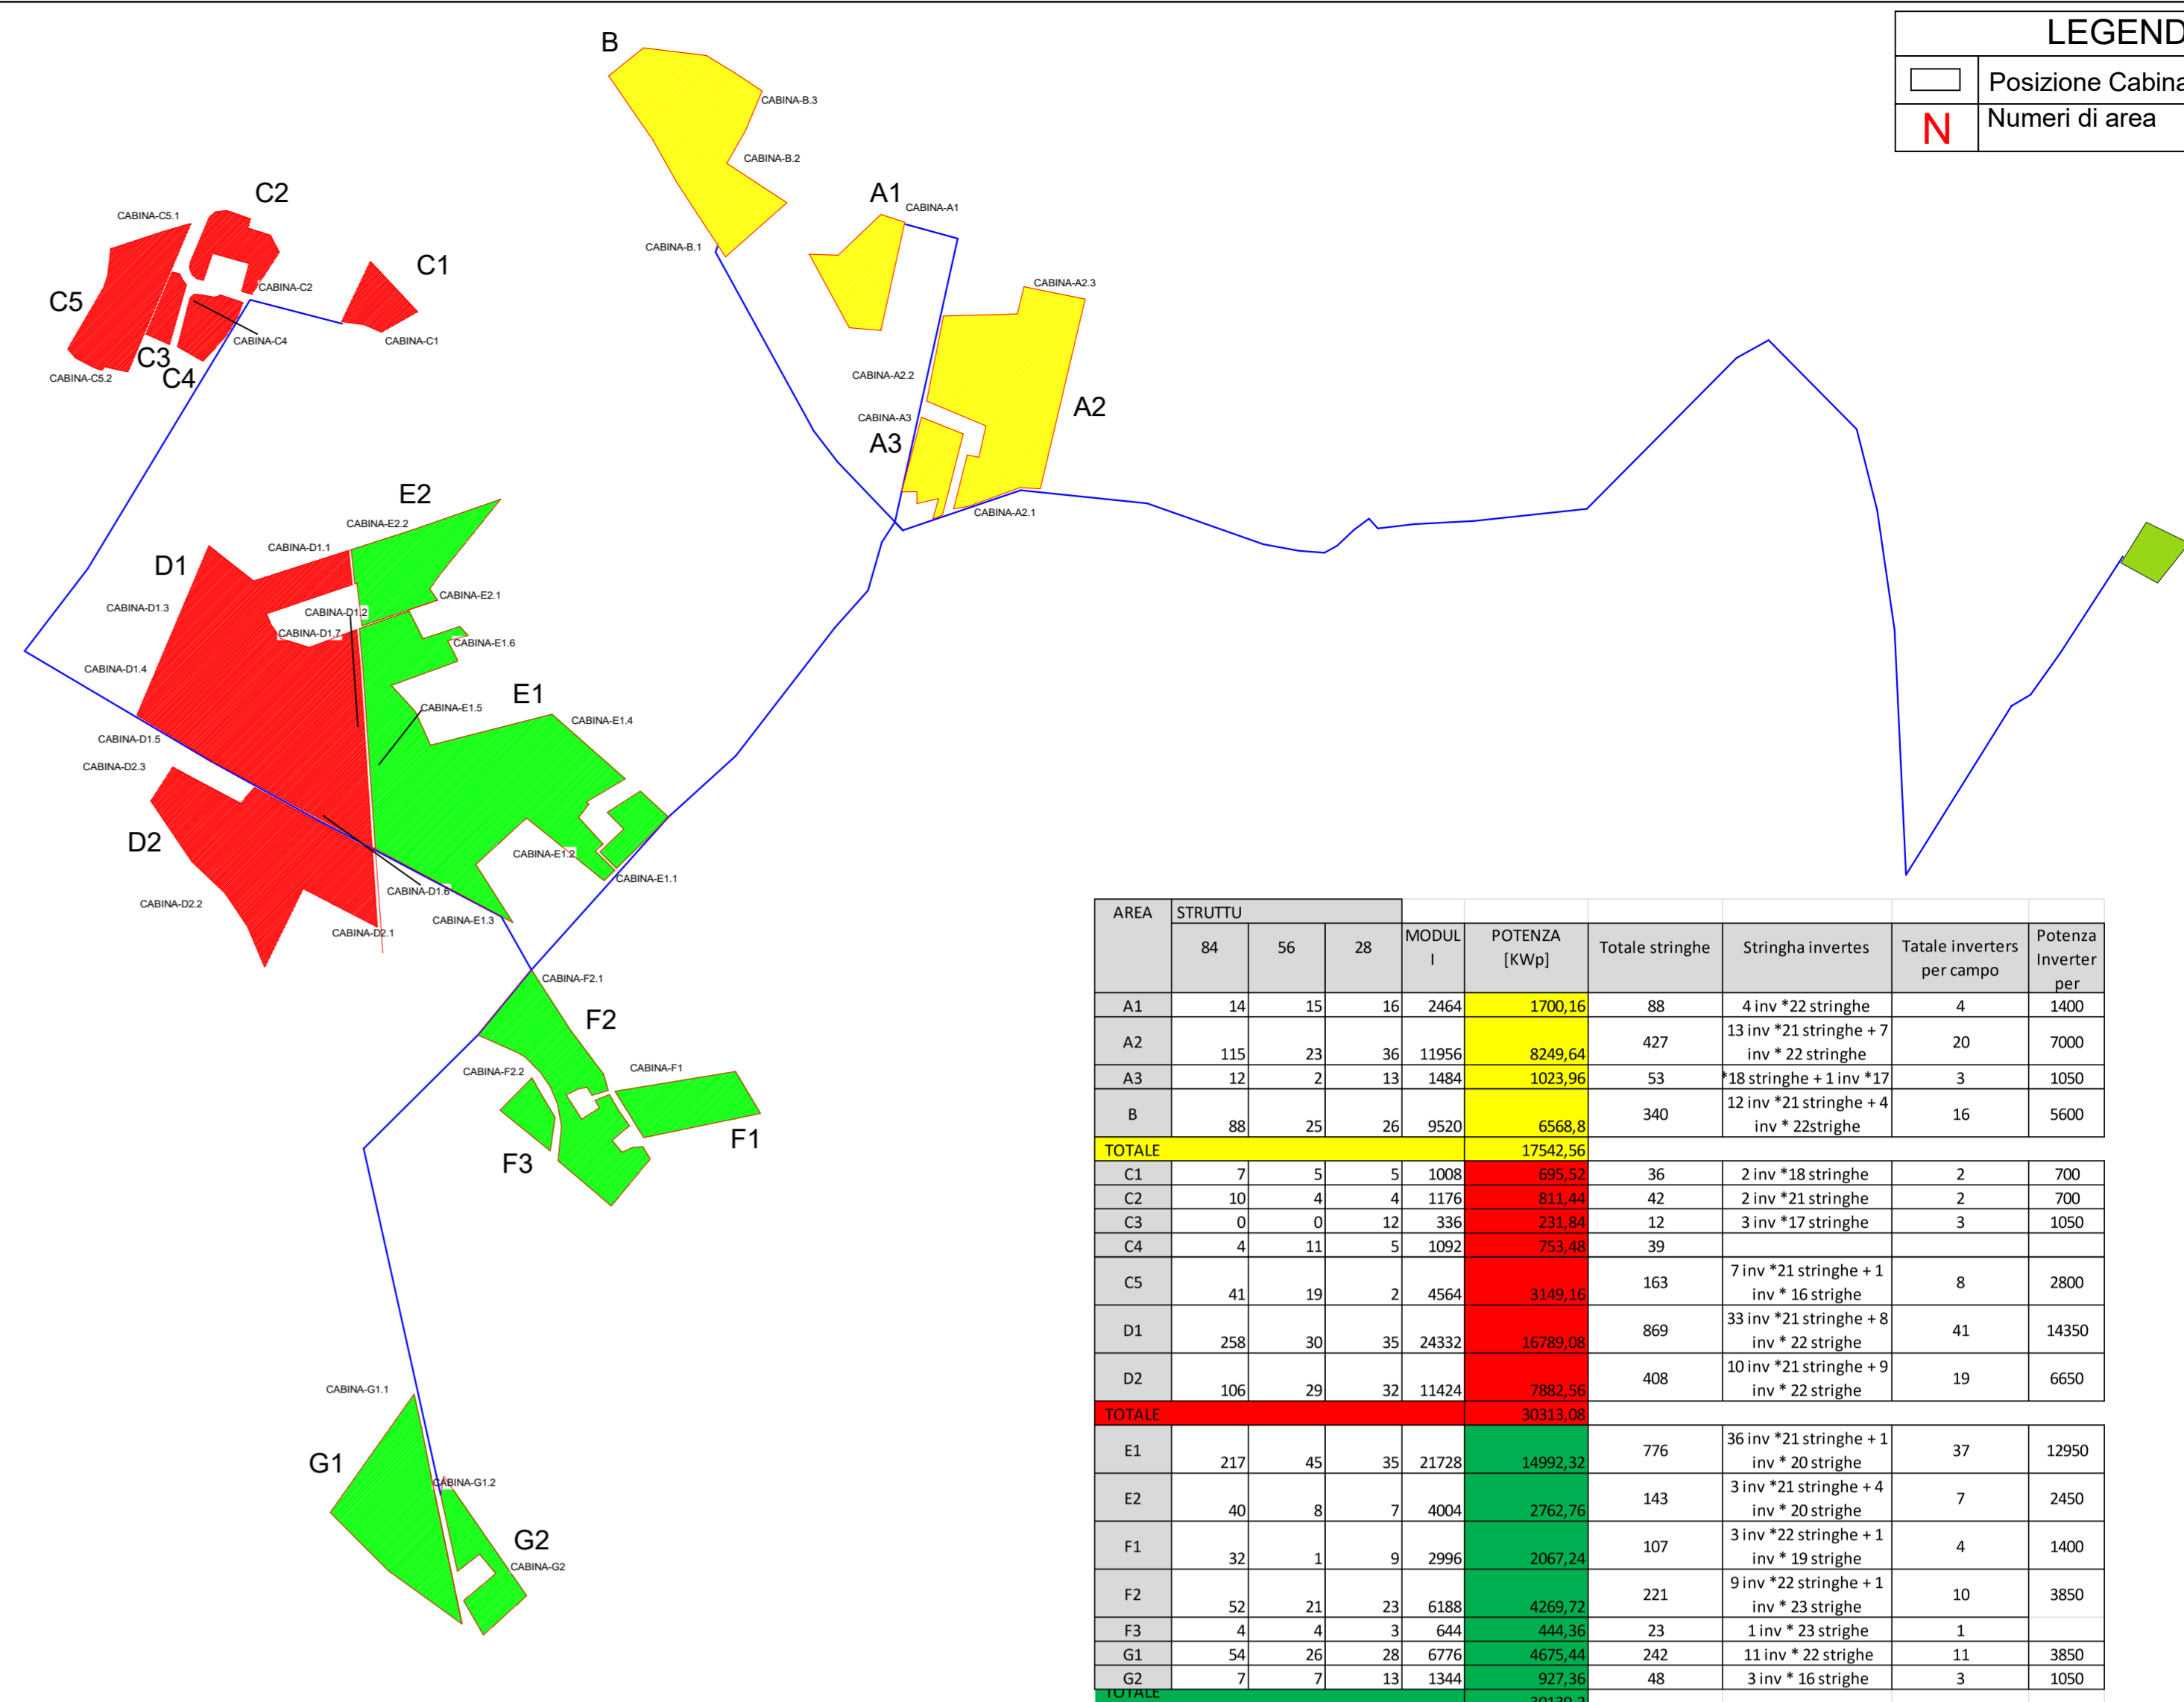 LEGEND
Posizione Cabina
N Numeri di area
B
CABINA-B.3
CABINA-B.2
CABINA-B.1
A1
CABINA-A1
CABINA-A2.3
CABINA-A2.2
A2
CABINA-A3
A3
CABINA-A2.1
C2
CABINA-C5.1
C1
CABINA-C2
C5
CABINA-C4
CABINA-C1
C3
C4
CABINA-C5.2
E2
CABINA-E2.2
CABINA-D1.1
D1
CABINA-E2.1
CABINA-D1.3
CABINA-D1.2
CABINA-D1.7
CABINA-E1.6
CABINA-D1.4
E1
CABINA-E1.5
CABINA-E1.4
CABINA-D1.5
CABINA-D2.3
D2
CABINA-E1.2
CABINA-E1.1
CABINA-D1.6
CABINA-D2.2
CABINA-E1.3
CABINA-D2.1
CABINA-F2.1
F2
CABINA-F2.2
CABINA-F1
F1
F3
CABINA-G1.1
G1
CABINA-G1.2
G2
CABINA-G2
AREA STRUTTU
84 56 28 MODUL
I POTENZA
[KWp] Totale stringhe Stringha invertes Tatale inverters
per campo Potenza
Inverter
per
A1 14 15 16 2464 1700,16 88 4 inv *22 stringhe 4 1400
A2 115 23 36 11956 8249,64 427 13 inv *21 stringhe + 7
inv * 22 stringhe 20 7000
A3 12 2 13 1484 1023,96 53 *18 stringhe + 1 inv *17 3 1050
B 88 25 26 9520 6568,8 340 12 inv *21 stringhe + 4
inv * 22strighe 16 5600
TOTALE 17542,56
C1 7 5 5 1008 695,52 36 2 inv *18 stringhe 2 700
C2 10 4 4 1176 811,44 42 2 inv *21 stringhe 2 700
C3 0 0 12 336 231,84 12 3 inv *17 stringhe 3 1050
C4 4 11 5 1092 753,48 39
C5 41 19 2 4564 3149,16 163 7 inv *21 stringhe + 1
inv * 16 strighe 8 2800
D1 258 30 35 24332 16789,08 869 33 inv *21 stringhe + 8
inv * 22 strighe 41 14350
D2 106 29 32 11424 7882,56 408 10 inv *21 stringhe + 9
inv * 22 strighe 19 6650
TOTALE 30313,08
E1 217 45 35 21728 14992,32 776 36 inv *21 stringhe + 1
inv * 20 strighe 37 12950
E2 40 8 7 4004 2762,76 143 3 inv *21 stringhe + 4
inv * 20 strighe 7 2450
F1 32 1 9 2996 2067,24 107 3 inv *22 stringhe + 1
inv * 19 strighe 4 1400
F2 52 21 23 6188 4269,72 221 9 inv *22 stringhe + 1
inv * 23 strighe 10 3850
F3 4 4 3 644 444,36 23 1 inv * 23 strighe 1
G1 54 26 28 6776 4675,44 242 11 inv * 22 strighe 11 3850
G2 7 7 13 1344 927,36 48 3 inv * 16 strighe 3 1050
TOTALE 30139,2